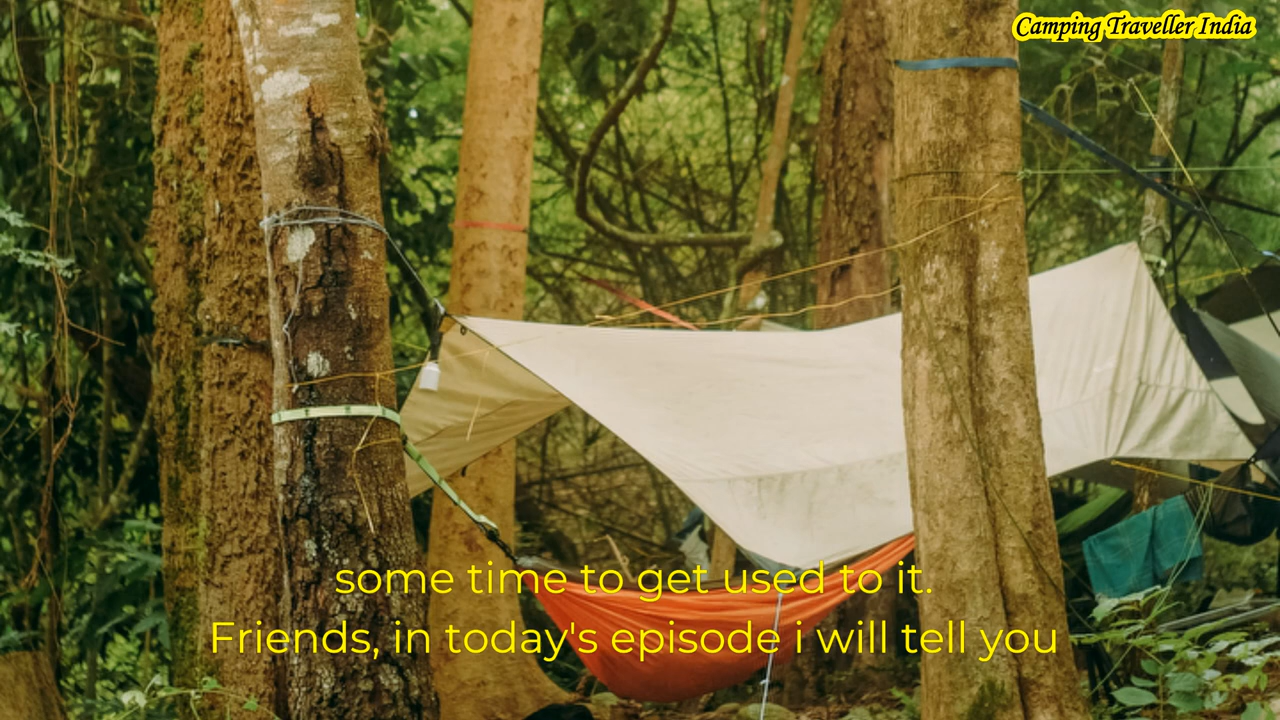 Camping Traveller India
some time to get used to it.
Friends, in today's episode i will tell you